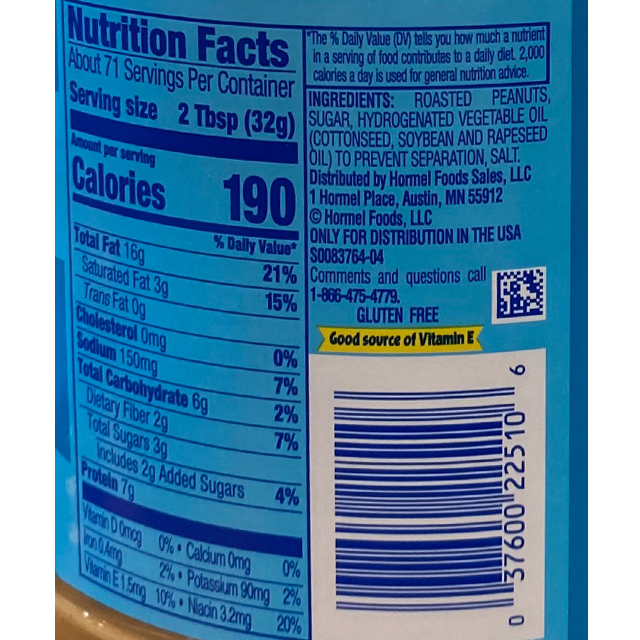 Nutrition Facts
About 71 Servings Per Container
Serving size 2 Tbsp (32g)
Amount per serving
Calories 190
% Daily Value*
Total Fat 16g 21%
Saturated Fat 3g 15%
Trans Fat 0g
Cholesterol 0mg 0%
Sodium 150mg 7%
Total Carbohydrate 6g 2%
Dietary Fiber 2g 7%
Total Sugars 3g
Includes 2g Added Sugars 4%
Protein 7g
Vitamin D 0mcg 0% • Calcium 0mg 0%
Iron 0.4mg 2% • Potassium 90mg 2%
Vitamin E 1.5mg 10% • Niacin 3.2mg 20%
*The % Daily Value (DV) tells you how much a nutrient
in a serving of food contributes to a daily diet. 2,000
calories a day is used for general nutrition advice.
INGREDIENTS: ROASTED PEANUTS,
SUGAR, HYDROGENATED VEGETABLE OIL
(COTTONSEED, SOYBEAN AND RAPESEED
OIL) TO PREVENT SEPARATION, SALT.
Distributed by Hormel Foods Sales, LLC
1 Hormel Place, Austin, MN 55912
© Hormel Foods, LLC
ONLY FOR DISTRIBUTION IN THE USA
S0083764-04
Comments and questions call
1-866-475-4779.
GLUTEN FREE
Good source of Vitamin E
0 37600 22510 6